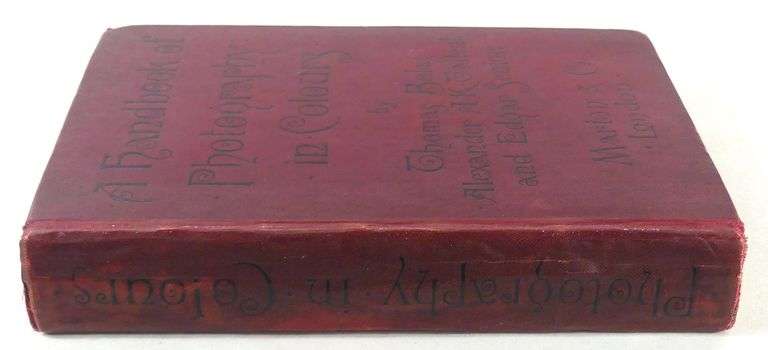 A Handbook of
Photography
in Colours
by
Thomas Bolas
Alexander A.K. Tallent
and Edgar Senior
Marion & Co
London
Photography · in · Colours